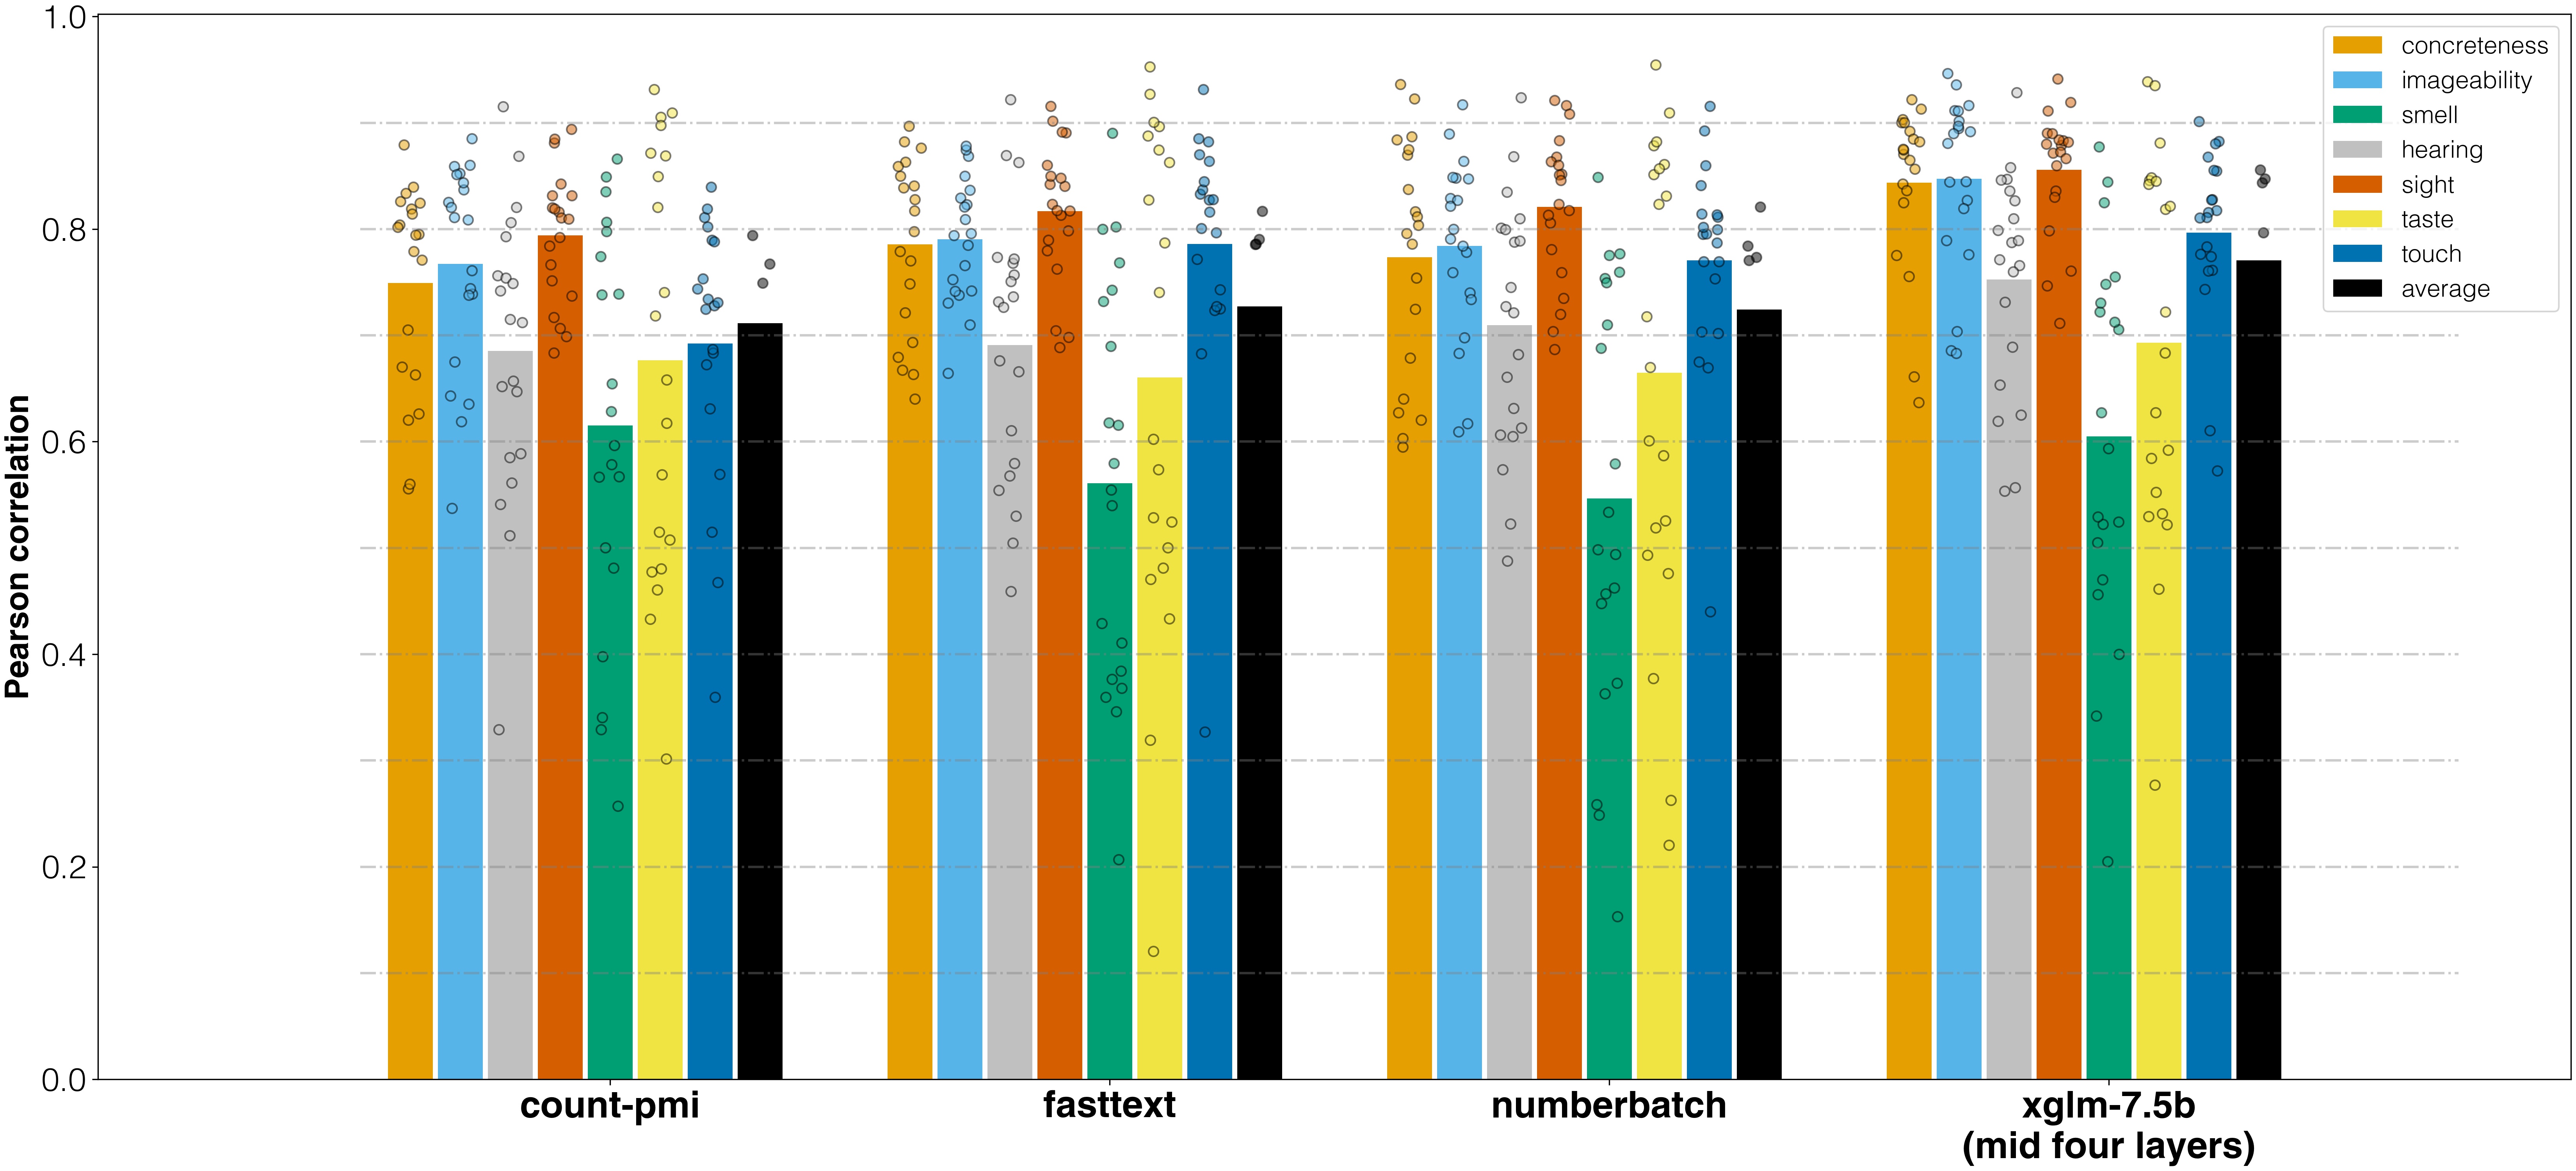 1.0
0.8
0.6
0.4
0.2
0.0
Pearson correlation
concreteness
imageability
smell
hearing
sight
taste
touch
average
count-pmi
fasttext
numberbatch
xglm-7.5b
(mid four layers)